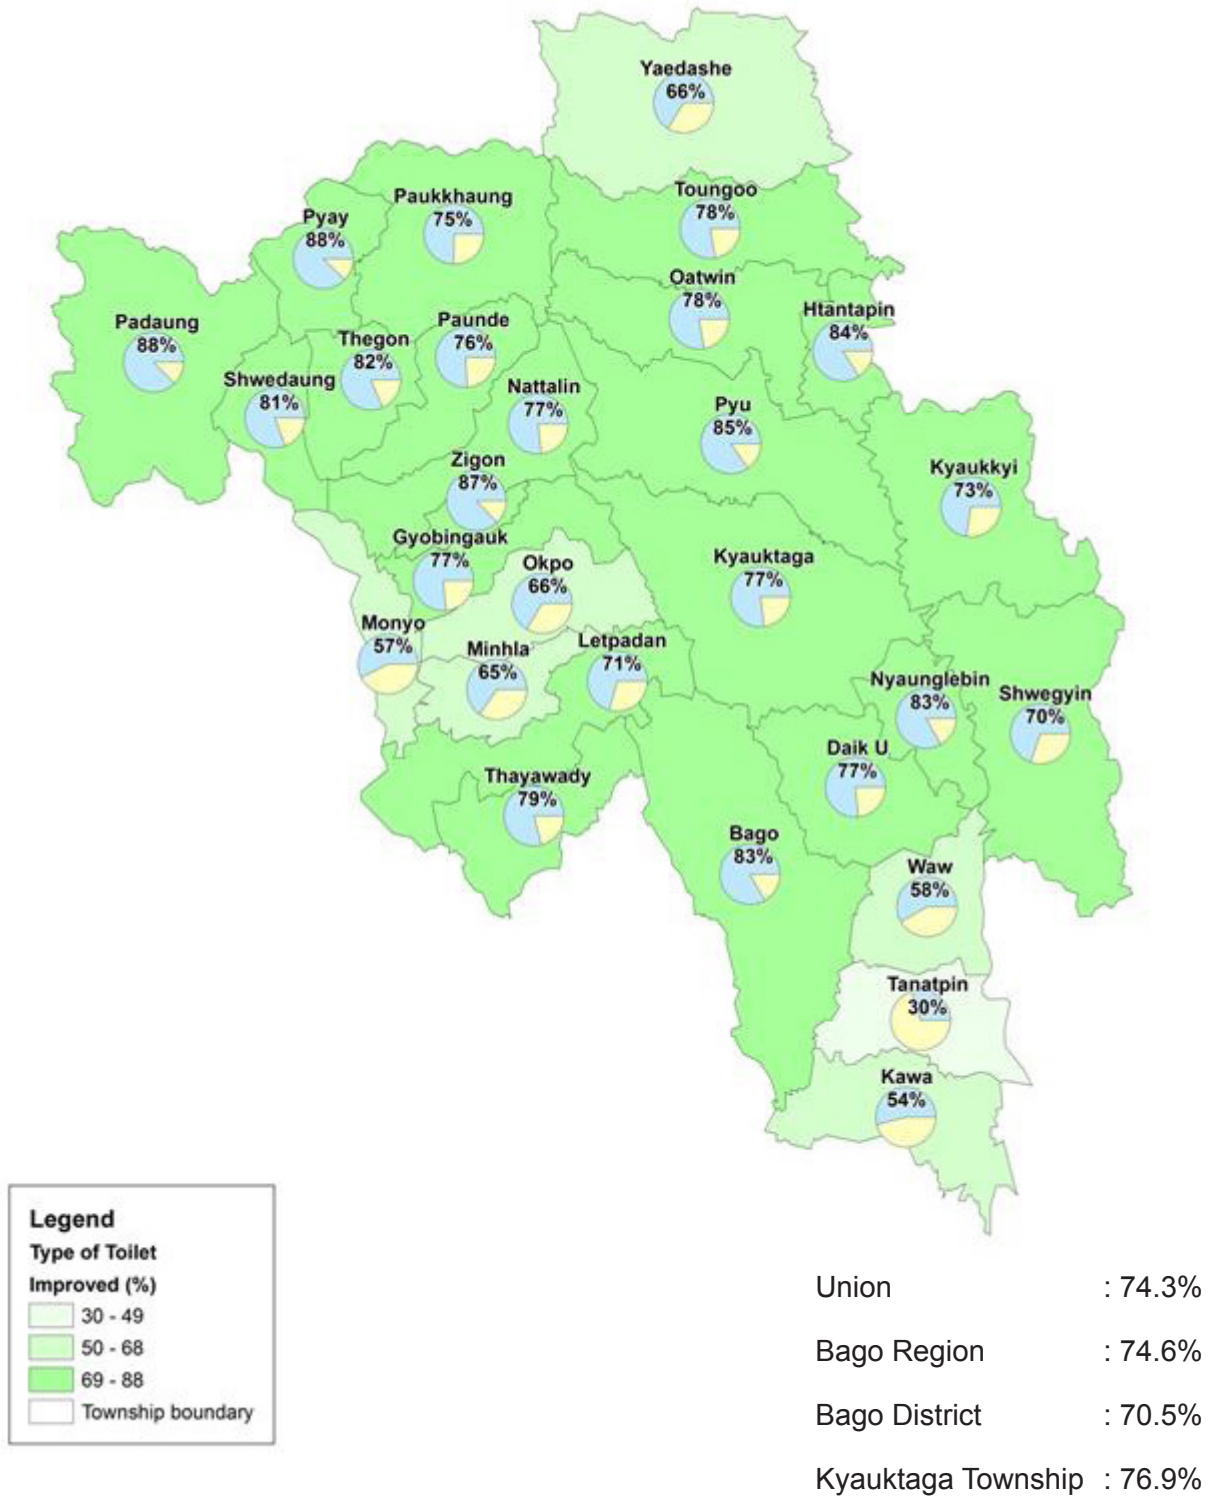 Yaedashe
66%
Toungoo
78%
Paukkhaung
75%
Pyay
88%
Oatwin
78%
Htantapin
84%
Padaung
88%
Paunde
76%
Thegon
82%
Shwedaung
81%
Nattalin
77%
Pyu
85%
Kyaukkyi
73%
Zigon
87%
Gyobingauk
77%
Okpo
66%
Kyauktaga
77%
Monyo
57%
Minhla
65%
Letpadan
71%
Nyaunglebin
83%
Shwegyin
70%
Daik U
77%
Thayawady
79%
Bago
83%
Waw
58%
Tanatpin
30%
Kawa
54%
Legend
Type of Toilet
Improved (%)
30 - 49
50 - 68
69 - 88
Township boundary
Union : 74.3%
Bago Region : 74.6%
Bago District : 70.5%
Kyauktaga Township : 76.9%